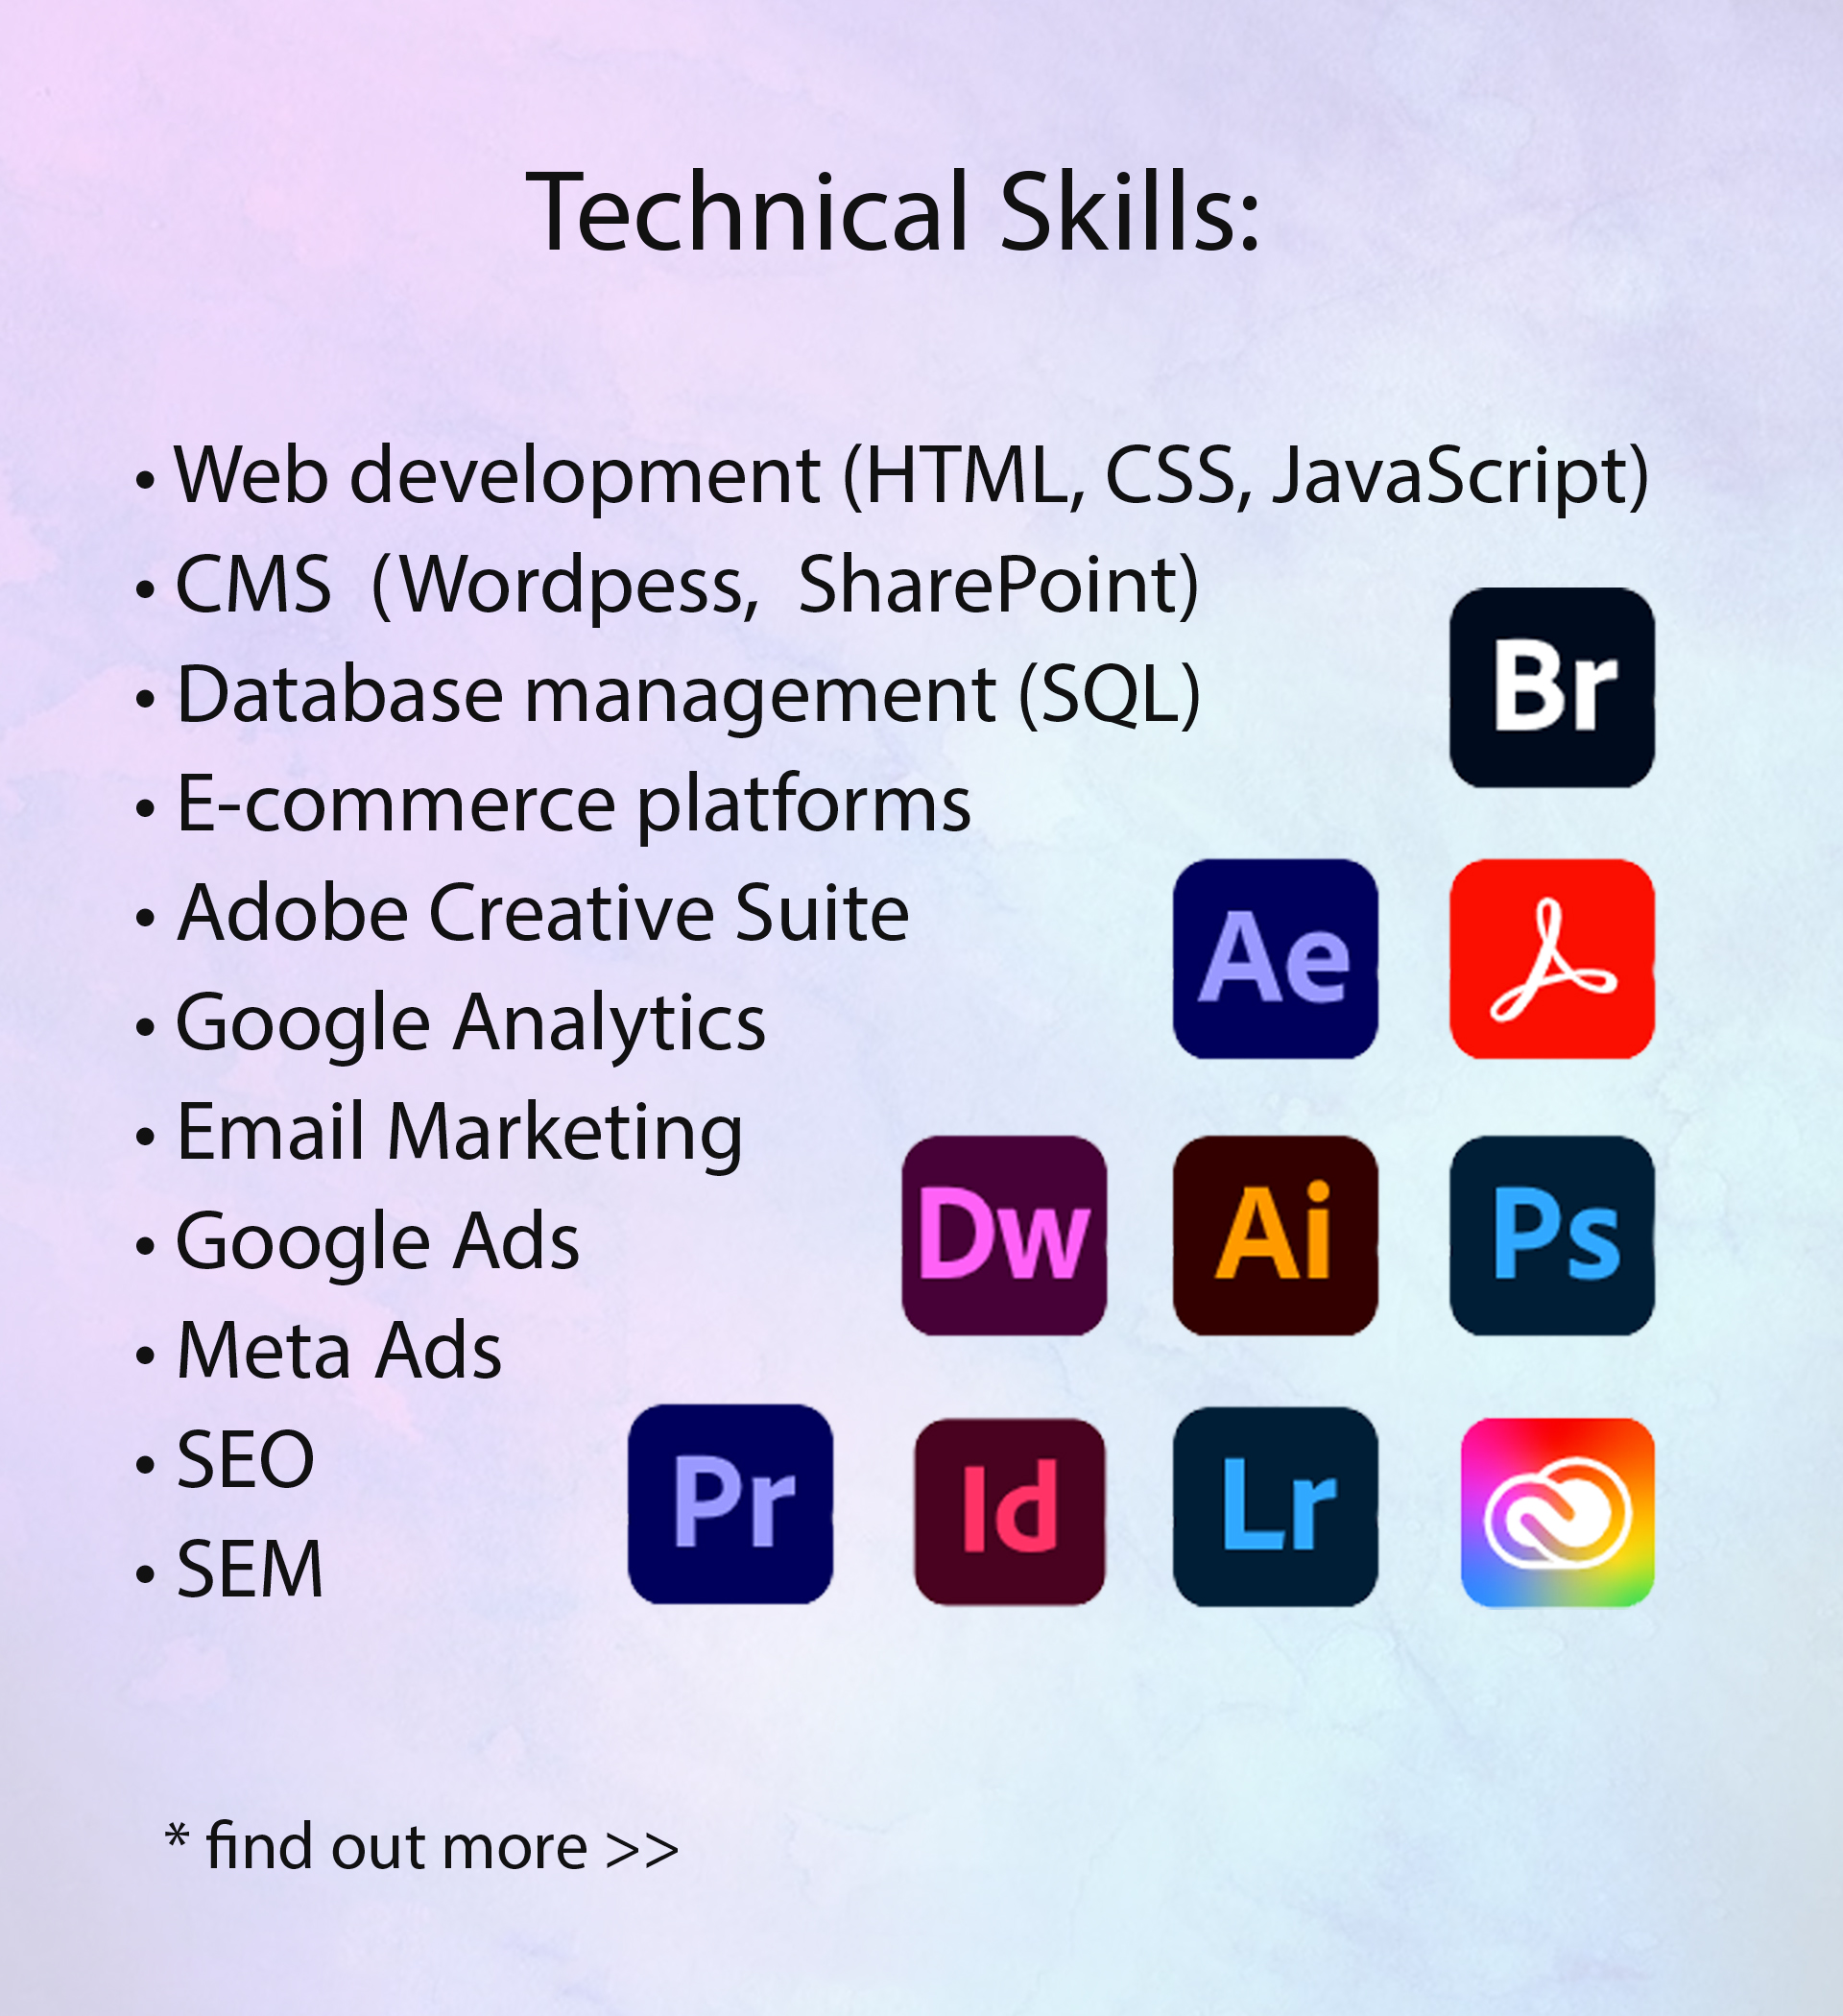 Technical Skills:
• Web development (HTML, CSS, JavaScript)
• CMS  (Wordpess,  SharePoint)
• Database management (SQL)
• E-commerce platforms
• Adobe Creative Suite
• Google Analytics
• Email Marketing
• Google Ads
• Meta Ads
• SEO
• SEM
Br
Ae
Dw Ai Ps
Pr Id Lr
* find out more >>